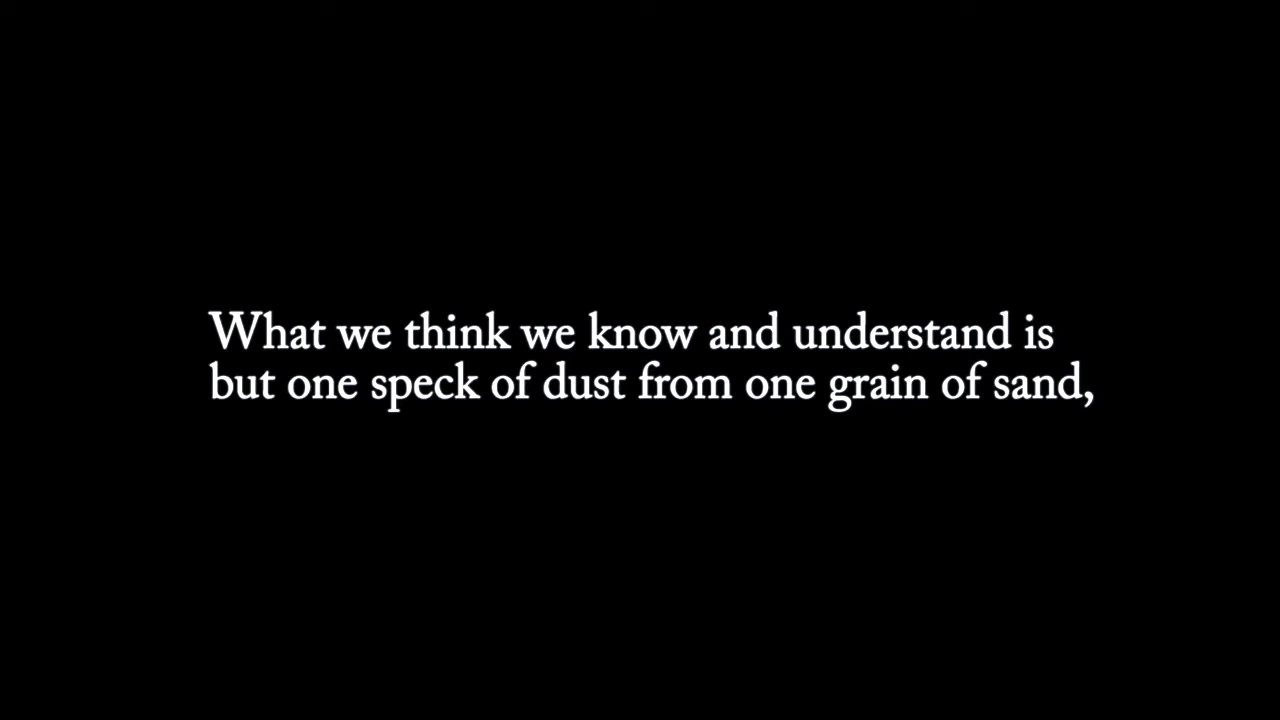 What we think we know and understand is
but one speck of dust from one grain of sand,